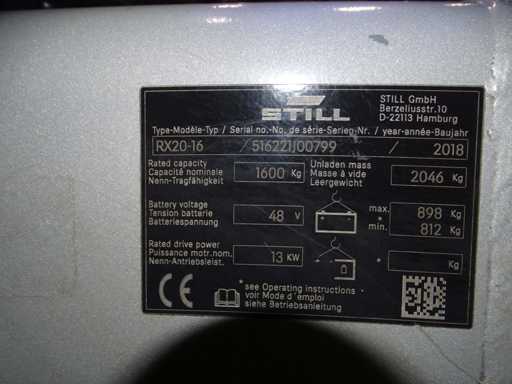 STILL
STILL GmbH
Berzeliusstr.10
D-22113 Hamburg
Type-Modèle-Typ / Serial no.-No. de série-Serien-Nr. / year-année-Baujahr
RX20-16 / 516221J00799 / 2018
Rated capacity
Capacité nominale
Nenn-Tragfähigkeit
1600 Kg
Unladen mass
Masse à vide
Leergewicht
2046 Kg
Battery voltage
Tension batterie
Batteriespannung
48 V
max. 898 Kg
* min. 812 Kg
Rated drive power
Puissance motr.nom.
Nenn-Antriebsleist.
13 KW
* Kg
CE
* see Operating instructions
voir Mode d'emploi
siehe Betriebsanleitung